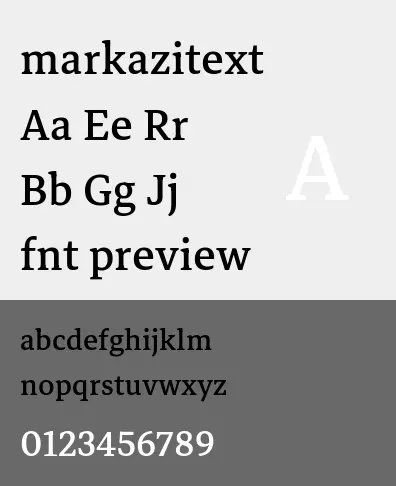 markazitext
Aa Ee Rr
A
Bb Gg Jj
fnt preview
abcdefghijklm
nopqrstuvwxyz
0123456789